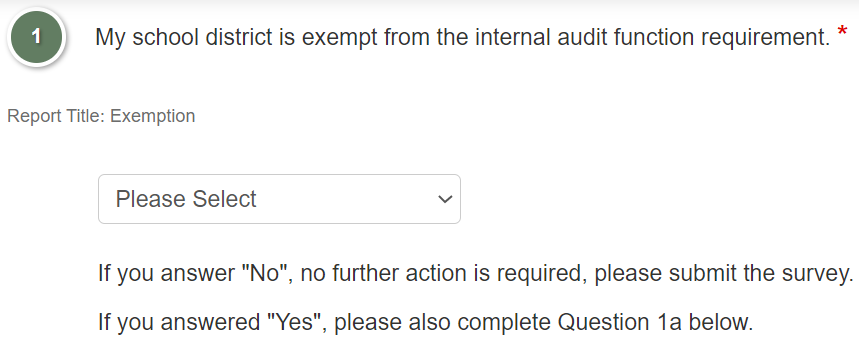 1
My school district is exempt from the internal audit function requirement. *
Report Title: Exemption
Please Select
If you answer "No", no further action is required, please submit the survey.
If you answered "Yes", please also complete Question 1a below.